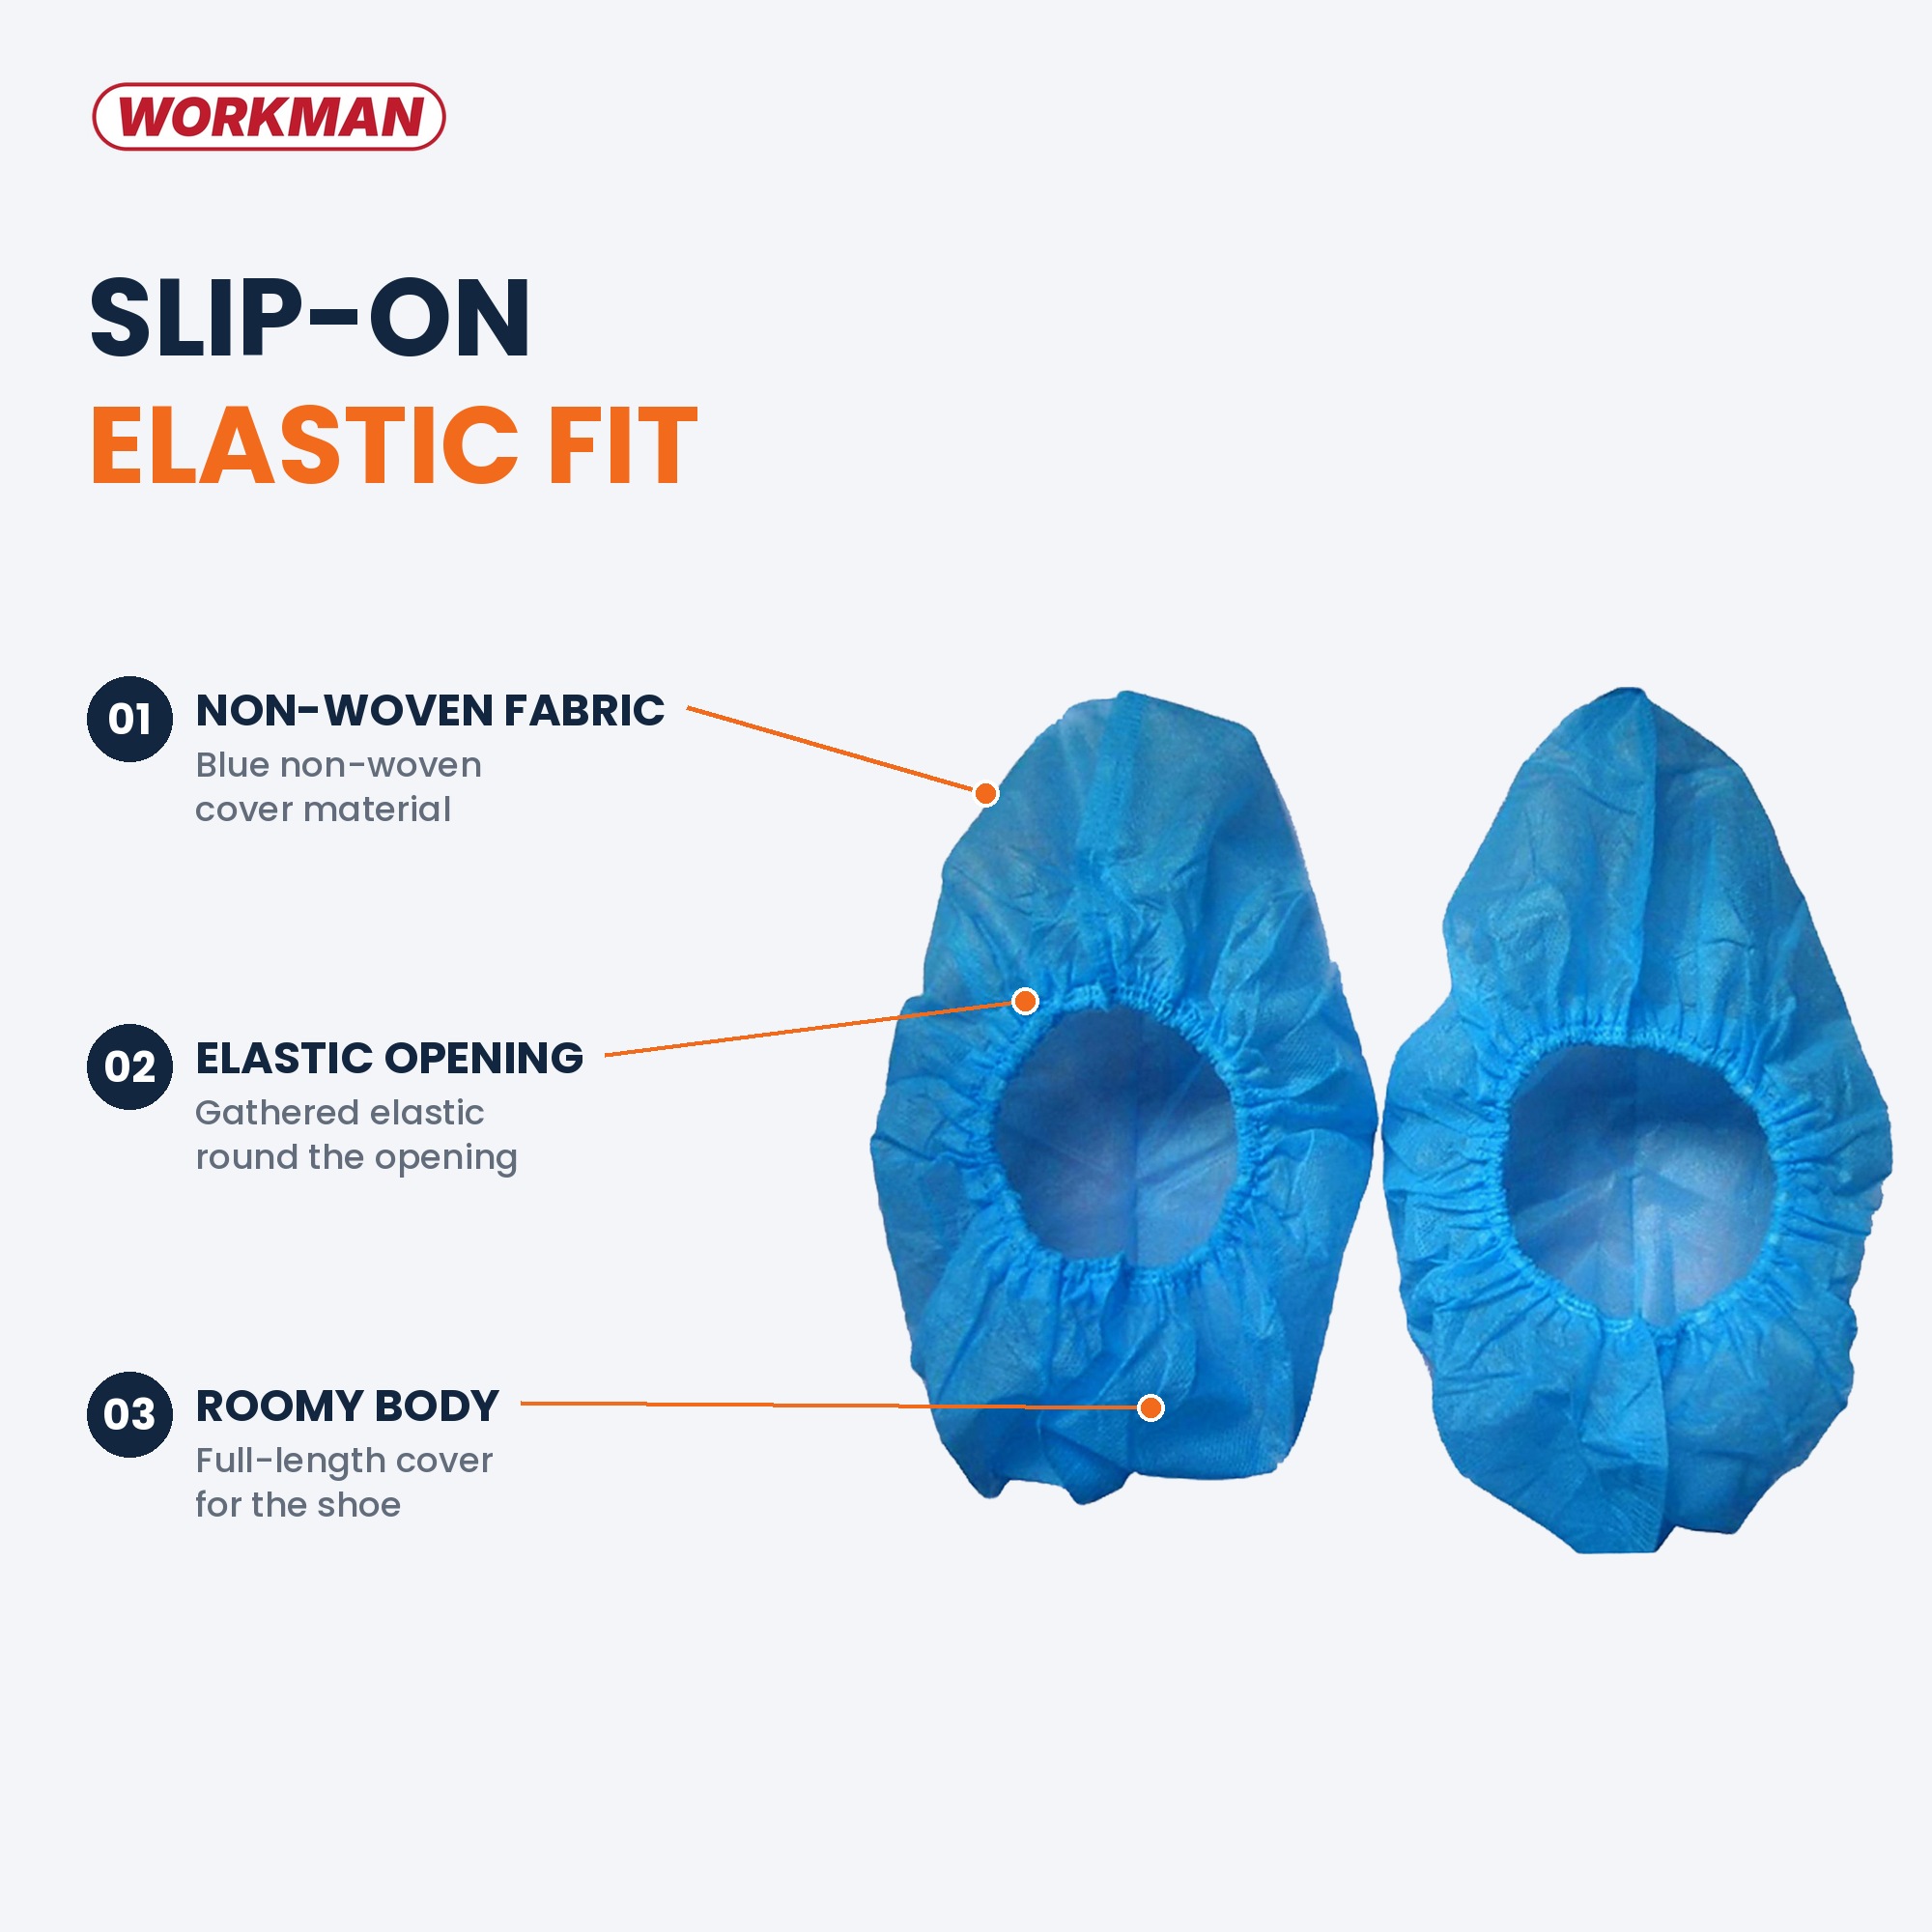 WORKMAN
SLIP-ON
ELASTIC FIT
01
NON-WOVEN FABRIC
Blue non-woven
cover material
02
ELASTIC OPENING
Gathered elastic
round the opening
03
ROOMY BODY
Full-length cover
for the shoe